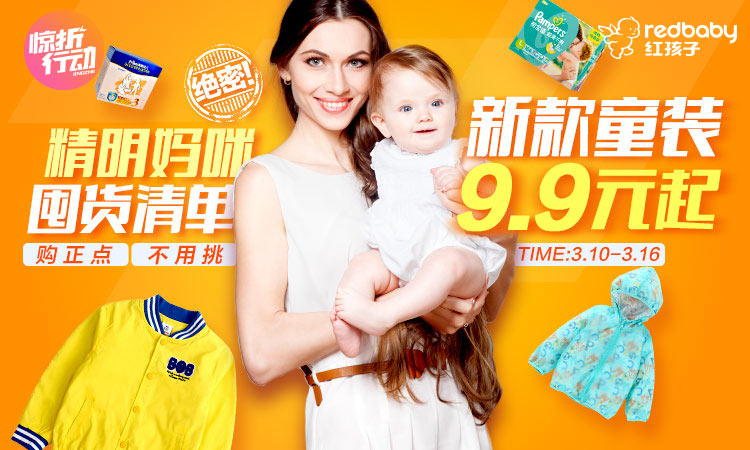 惊折
行动
绝密!
Pampers
redbaby
红孩子
精明妈咪
囤货清单
购正点 不用挑
新款童装
9.9元起
TIME:3.10-3.16